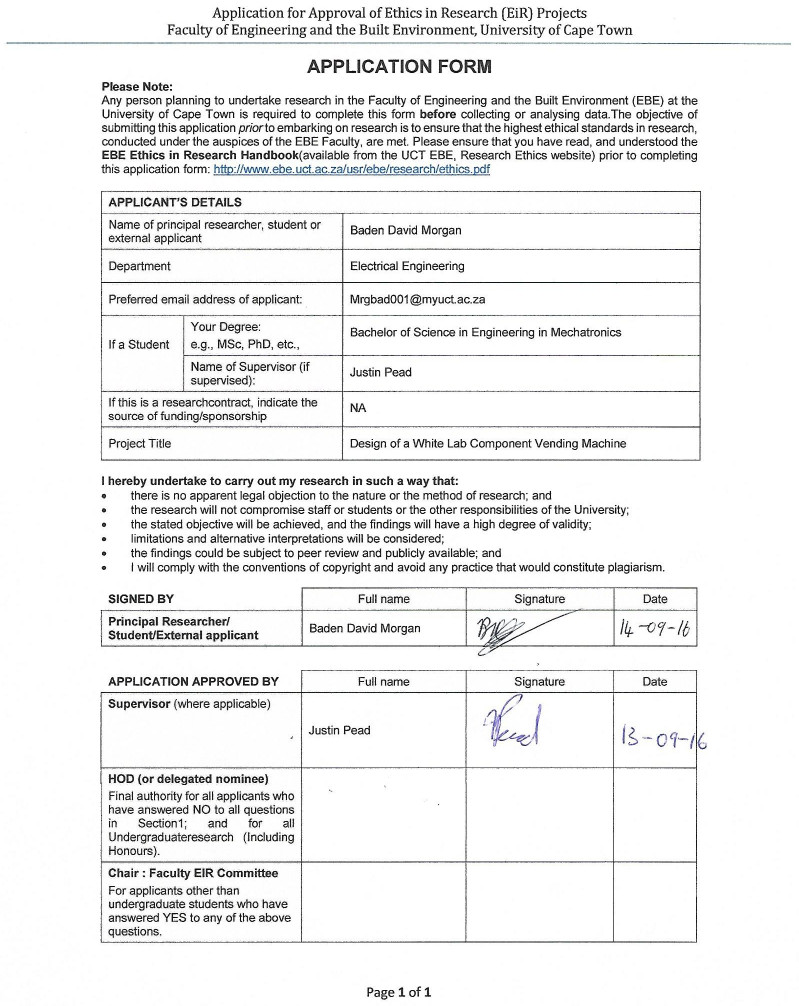 Application for Approval of Ethics in Research (EiR) Projects
Faculty of Engineering and the Built Environment, University of Cape Town
APPLICATION FORM
Please Note:
Any person planning to undertake research in the Faculty of Engineering and the Built Environment (EBE) at the
University of Cape Town is required to complete this form before collecting or analysing data.The objective of
submitting this application prior to embarking on research is to ensure that the highest ethical standards in research,
conducted under the auspices of the EBE Faculty, are met. Please ensure that you have read, and understood the
EBE Ethics in Research Handbook(available from the UCT EBE, Research Ethics website) prior to completing
this application form: http://www.ebe.uct.ac.za/usr/ebe/research/ethics.pdf
APPLICANT'S DETAILS
Name of principal researcher, student or
external applicant
Baden David Morgan
Department
Electrical Engineering
Preferred email address of applicant:
Mrgbad001@myuct.ac.za
If a Student
Your Degree:
e.g., MSc, PhD, etc.,
Bachelor of Science in Engineering in Mechatronics
Name of Supervisor (if
supervised):
Justin Pead
If this is a researchcontract, indicate the
source of funding/sponsorship
NA
Project Title
Design of a White Lab Component Vending Machine
I hereby undertake to carry out my research in such a way that:
• there is no apparent legal objection to the nature or the method of research; and
• the research will not compromise staff or students or the other responsibilities of the University;
• the stated objective will be achieved, and the findings will have a high degree of validity;
• limitations and alternative interpretations will be considered;
• the findings could be subject to peer review and publicly available; and
• I will comply with the conventions of copyright and avoid any practice that would constitute plagiarism.
SIGNED BY
Full name
Signature
Date
Principal Researcher/
Student/External applicant
Baden David Morgan
14-09-16
APPLICATION APPROVED BY
Full name
Signature
Date
Supervisor (where applicable)
Justin Pead
13-09-16
HOD (or delegated nominee)
Final authority for all applicants who
have answered NO to all questions
in Section1; and for all
Undergraduateresearch (Including
Honours).
Chair : Faculty EIR Committee
For applicants other than
undergraduate students who have
answered YES to any of the above
questions.
Page 1 of 1